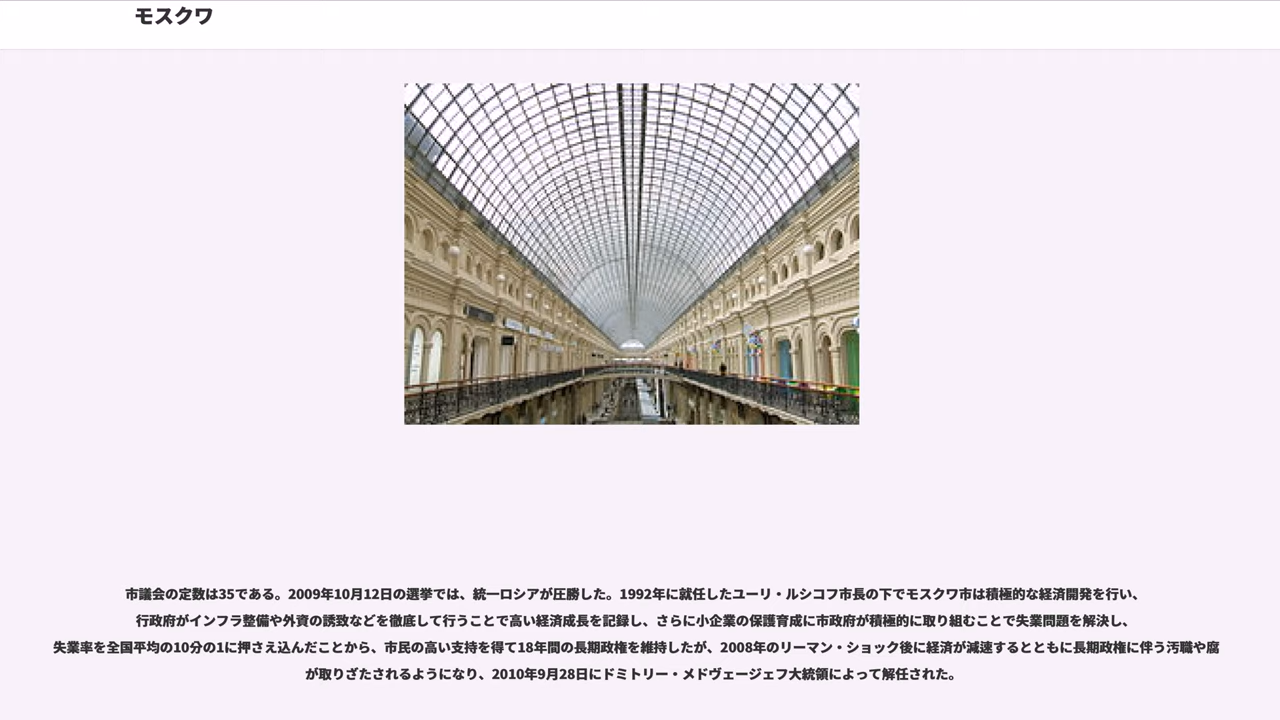 モスクワ
市議会の定数は35である。2009年10月12日の選挙では、統一ロシアが圧勝した。1992年に就任したユーリ・ルシコフ市長の下でモスクワ市は積極的な経済開発を行い、
行政府がインフラ整備や外資の誘致などを徹底して行うことで高い経済成長を記録し、さらに小企業の保護育成に市政府が積極的に取り組むことで失業問題を解決し、
失業率を全国平均の10分の1に押さえ込んだことから、市民の高い支持を得て18年間の長期政権を維持したが、2008年のリーマン・ショック後に経済が減速するとともに長期政権に伴う汚職や腐
が取りざたされるようになり、2010年9月28日にドミトリー・メドヴェージェフ大統領によって解任された。